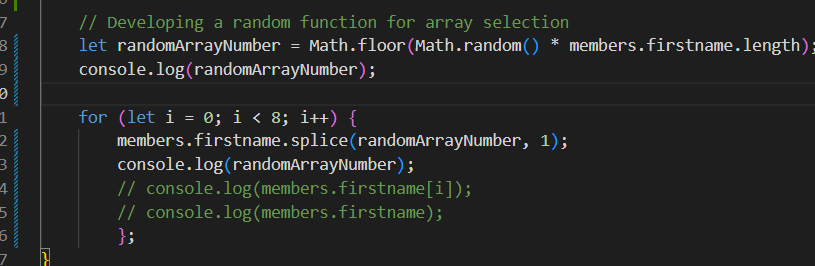 7 // Developing a random function for array selection
8 let randomArrayNumber = Math.floor(Math.random() * members.firstname.length);
9 console.log(randomArrayNumber);
0
1 for (let i = 0; i < 8; i++) {
2 members.firstname.splice(randomArrayNumber, 1);
3 console.log(randomArrayNumber);
4 // console.log(members.firstname[i]);
5 // console.log(members.firstname);
6 };
7 }